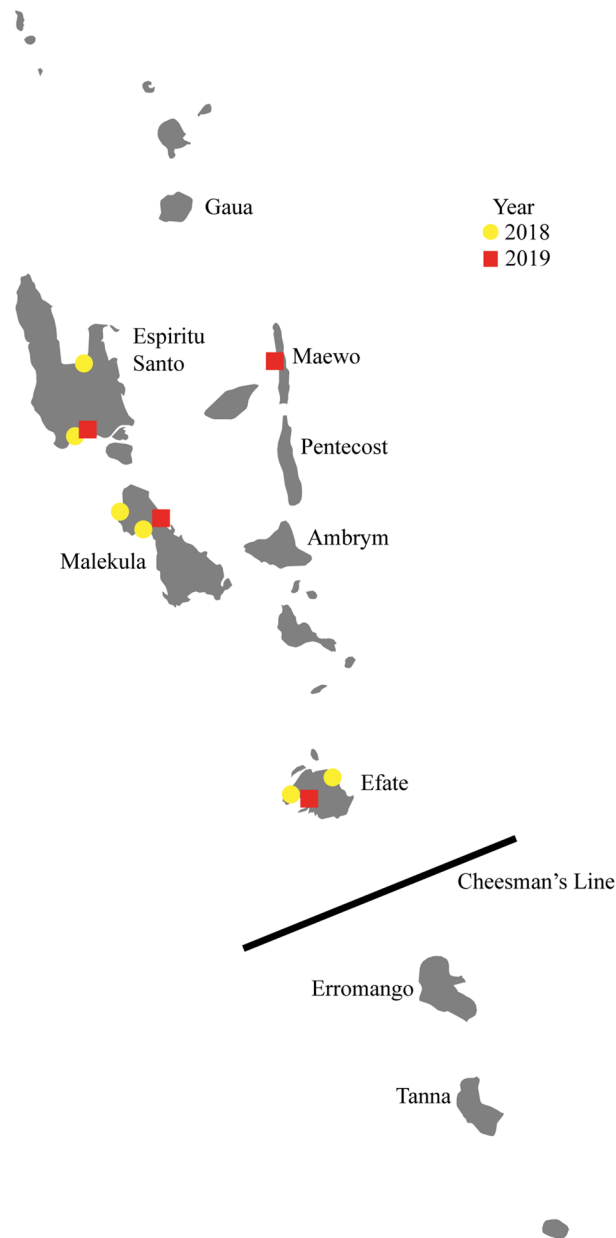 Gaua
Year
2018
2019
Espiritu
Santo
Maewo
Pentecost
Ambrym
Malekula
Efate
Cheesman’s Line
Erromango
Tanna